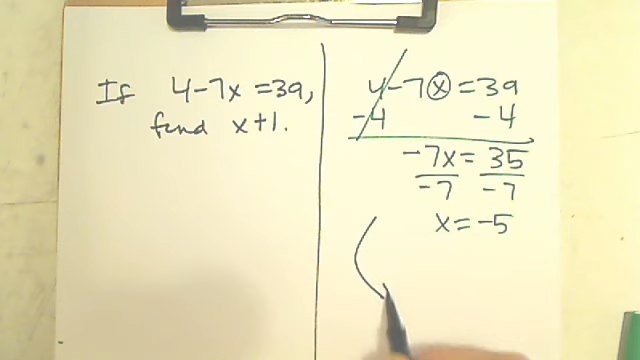 If 4-7x=39,
find x+1.
4-7x=39
-4 -4
-7x=35
-7 -7
x=-5